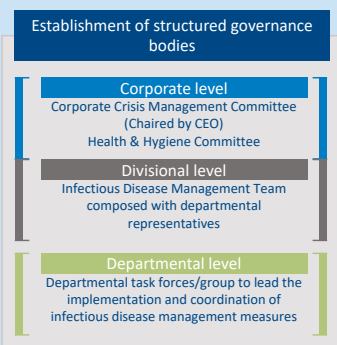 Establishment of structured governance
bodies
Corporate level
Corporate Crisis Management Committee
(Chaired by CEO)
Health & Hygiene Committee
Divisional level
Infectious Disease Management Team
composed with departmental
representatives
Departmental level
Departmental task forces/group to lead the
implementation and coordination of
infectious disease management measures